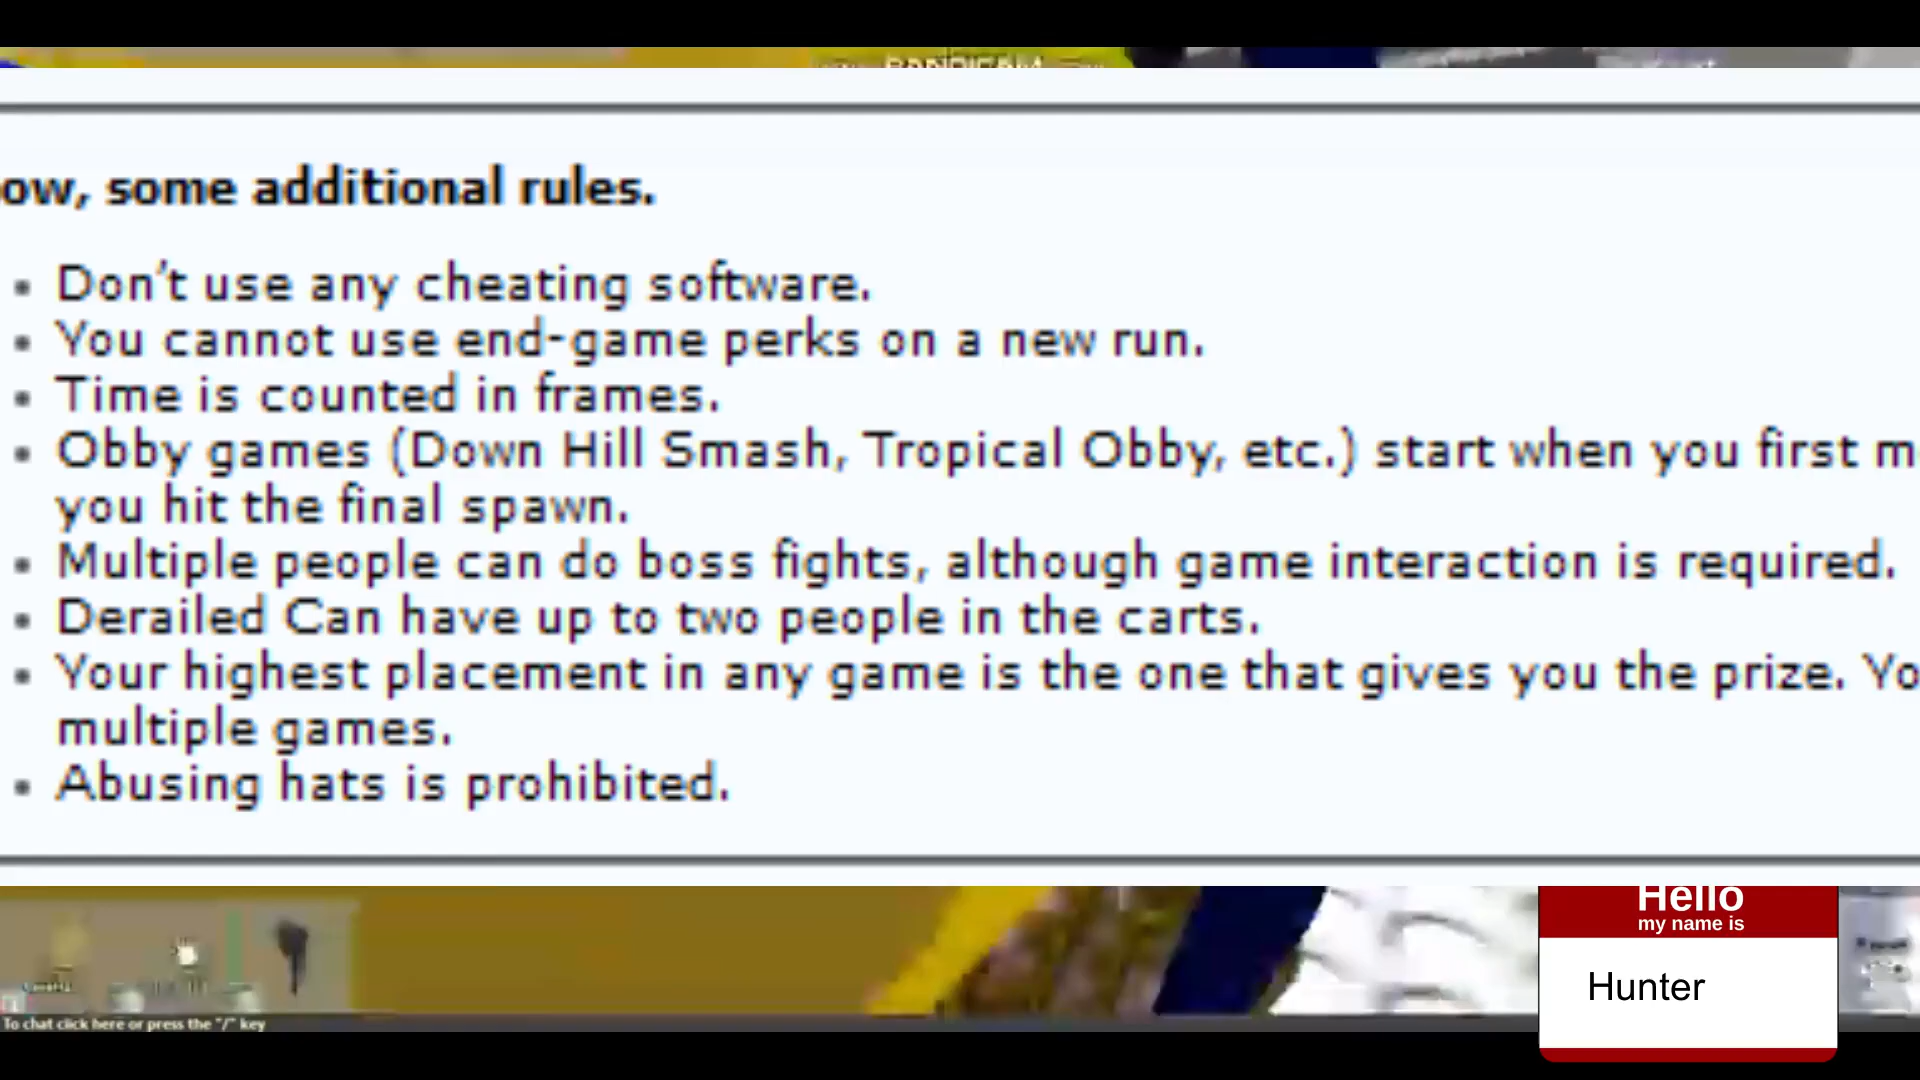 BANDICAM
ow, some additional rules.
Don't use any cheating software.
You cannot use end-game perks on a new run.
Time is counted in frames.
Obby games (Down Hill Smash, Tropical Obby, etc.) start when you first m
you hit the final spawn.
Multiple people can do boss fights, although game interaction is required.
Derailed Can have up to two people in the carts.
Your highest placement in any game is the one that gives you the prize. Yo
multiple games.
Abusing hats is prohibited.
Hello
my name is
Hunter
To chat click here or press the "/" key